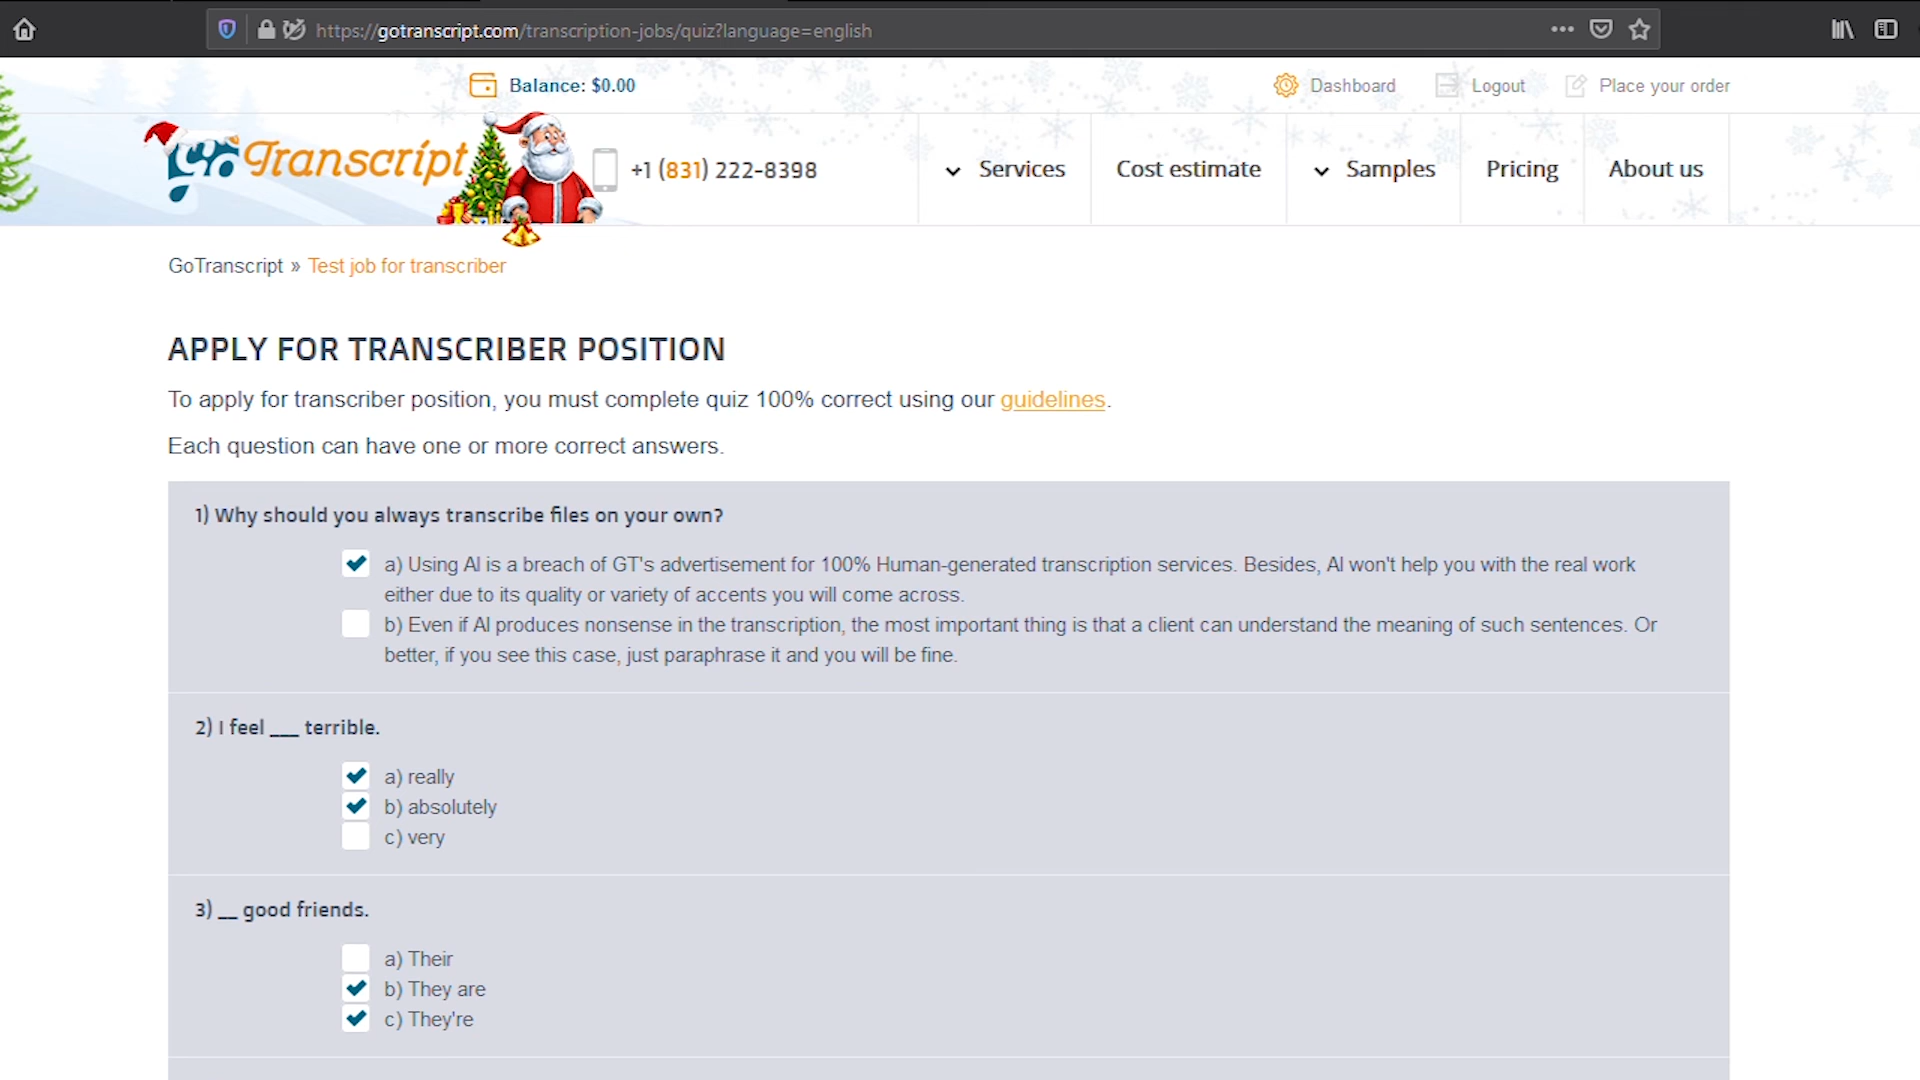 https://gotranscript.com/transcription-jobs/quiz?language=english
Balance: $0.00
Dashboard
Logout
Place your order
GoTranscript
+1 (831) 222-8398
Services
Cost estimate
Samples
Pricing
About us
GoTranscript » Test job for transcriber
APPLY FOR TRANSCRIBER POSITION
To apply for transcriber position, you must complete quiz 100% correct using our guidelines.
Each question can have one or more correct answers.
1) Why should you always transcribe files on your own?
a) Using AI is a breach of GT's advertisement for 100% Human-generated transcription services. Besides, AI won't help you with the real work
either due to its quality or variety of accents you will come across.
b) Even if AI produces nonsense in the transcription, the most important thing is that a client can understand the meaning of such sentences. Or
better, if you see this case, just paraphrase it and you will be fine.
2) I feel ___ terrible.
a) really
b) absolutely
c) very
3) __ good friends.
a) Their
b) They are
c) They're